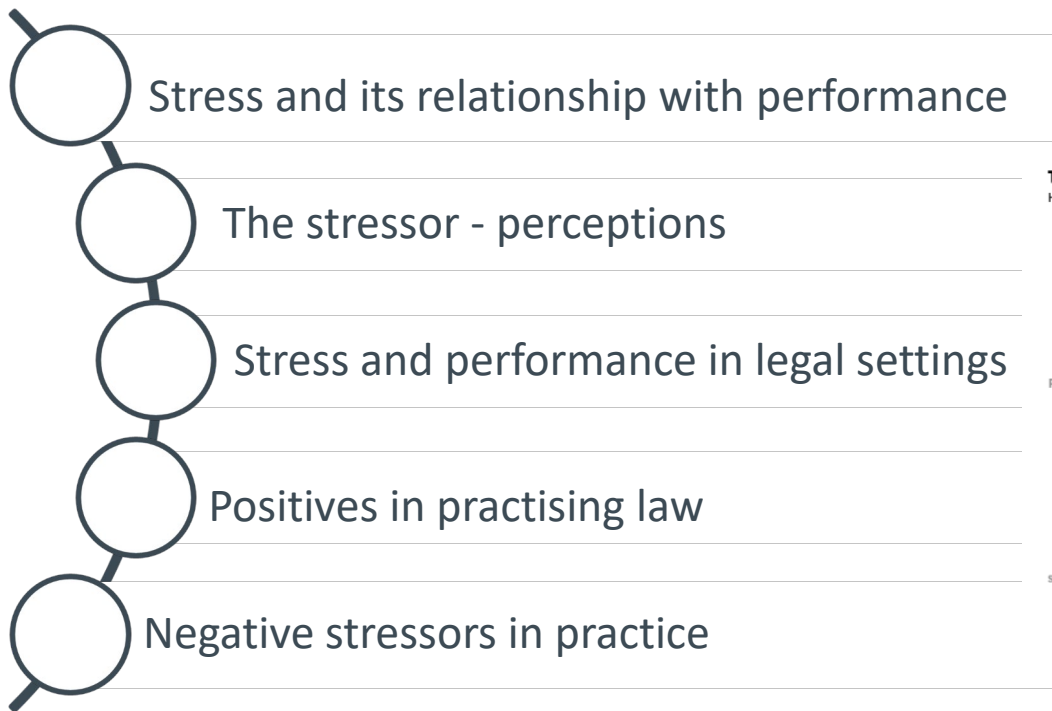 Stress and its relationship with performance
The stressor - perceptions
Stress and performance in legal settings
Positives in practising law
Negative stressors in practice